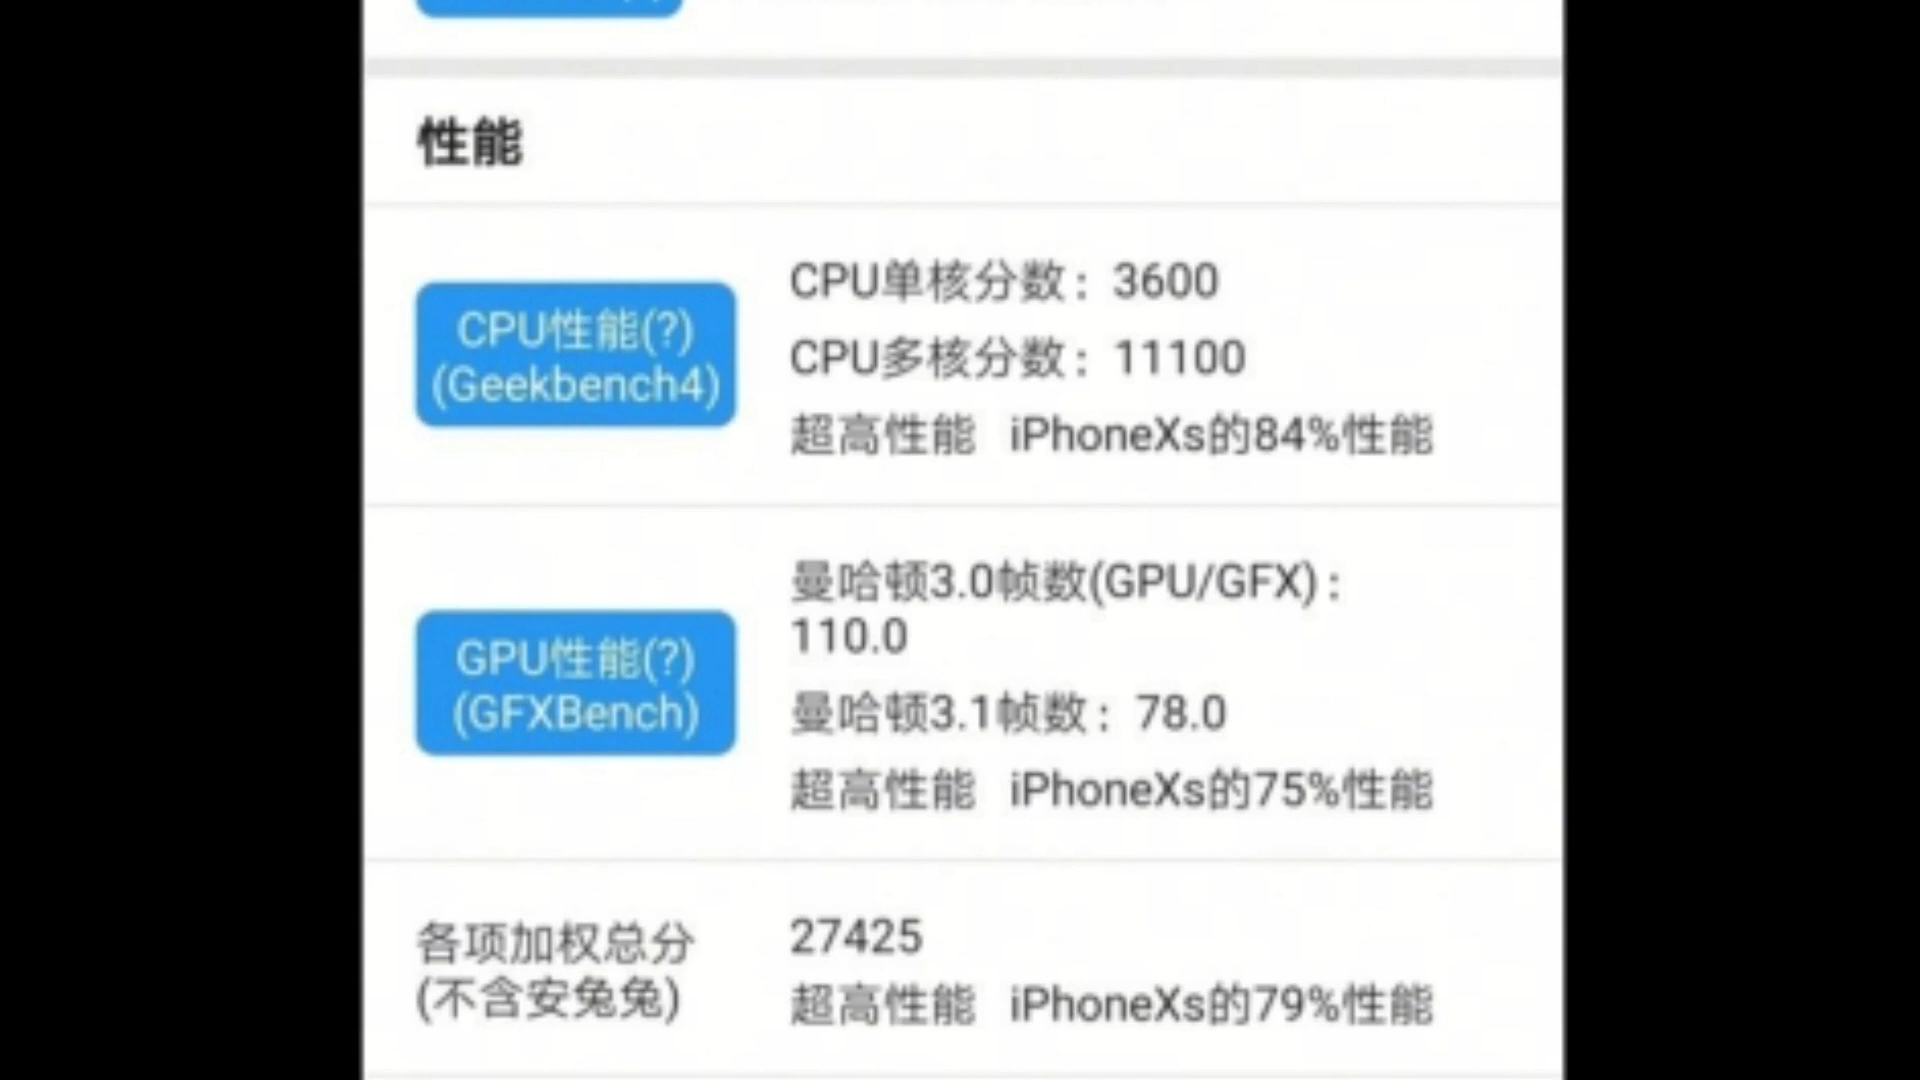 性能
CPU性能(?)
(Geekbench4)
CPU单核分数：3600
CPU多核分数：11100
超高性能 iPhoneXs的84%性能
GPU性能(?)
(GFXBench)
曼哈顿3.0帧数(GPU/GFX)：
110.0
曼哈顿3.1帧数：78.0
超高性能 iPhoneXs的75%性能
各项加权总分
(不含安兔兔)
27425
超高性能 iPhoneXs的79%性能